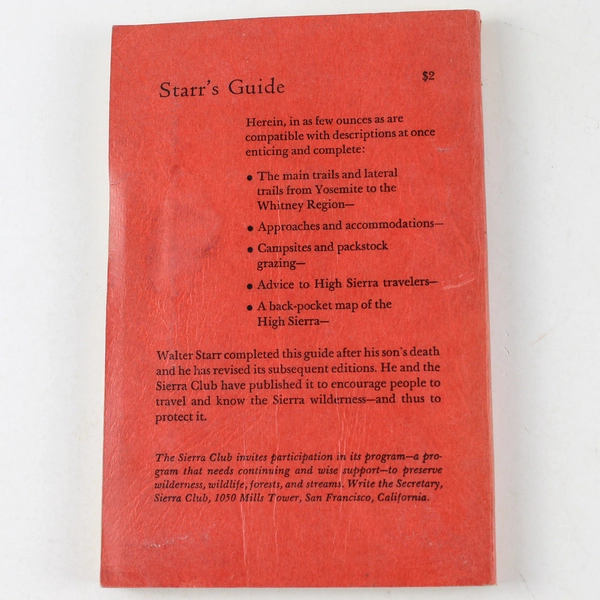 Starr's Guide
$2
Herein, in as few ounces as are
compatible with descriptions at once
enticing and complete:
• The main trails and lateral
trails from Yosemite to the
Whitney Region—
• Approaches and accommodations—
• Campsites and packstock
grazing—
• Advice to High Sierra travelers—
• A back-pocket map of the
High Sierra—
Walter Starr completed this guide after his son's death
and he has revised its subsequent editions. He and the
Sierra Club have published it to encourage people to
travel and know the Sierra wilderness—and thus to
protect it.
The Sierra Club invites participation in its program—a pro-
gram that needs continuing and wise support—to preserve
wilderness, wildlife, forests, and streams. Write the Secretary,
Sierra Club, 1050 Mills Tower, San Francisco, California.